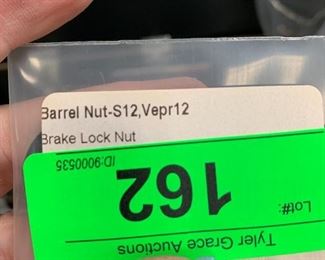 Barrel Nut-S12,Vepr12
Brake Lock Nut
ID:9000535
162
Lot#:
Tyler Grace Auctions